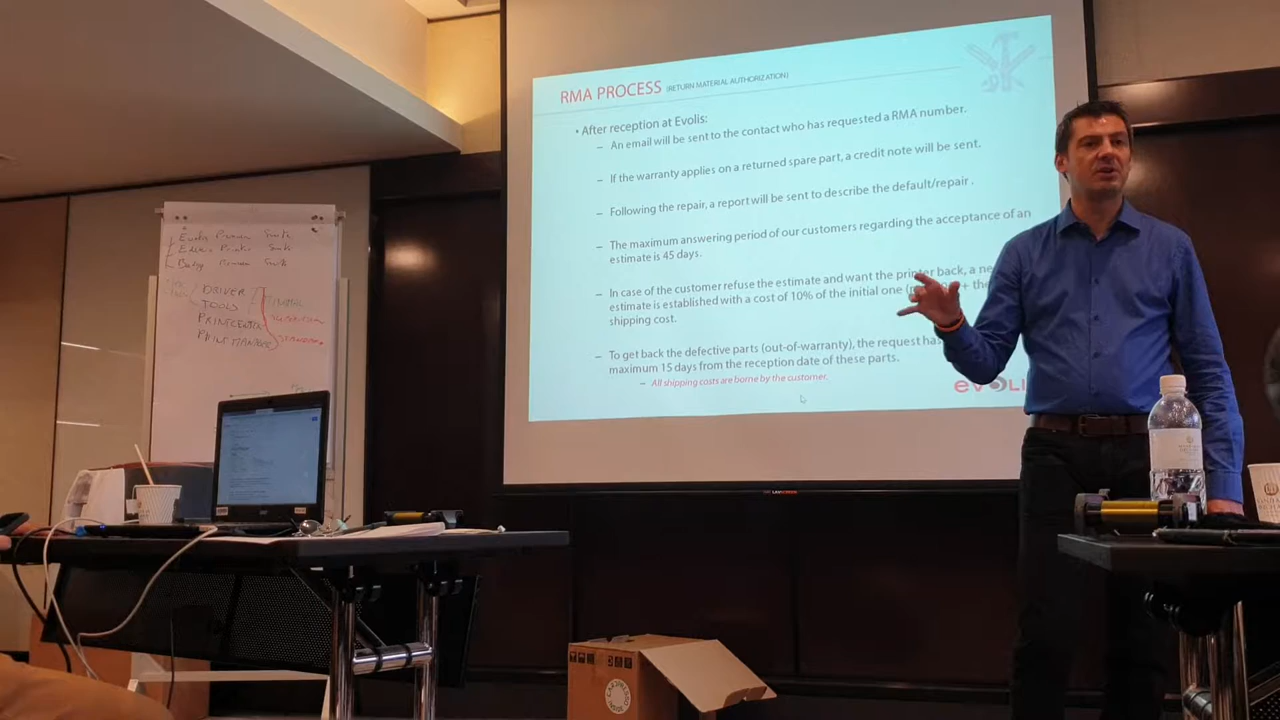 RMA PROCESS (RETURN MATERIAL AUTHORIZATION)
• After reception at Evolis:
– An email will be sent to the contact who has requested a RMA number.
– If the warranty applies on a returned spare part, a credit note will be sent.
– Following the repair, a report will be sent to describe the default/repair .
– The maximum answering period of our customers regarding the acceptance of an
estimate is 45 days.
– In case of the customer refuse the estimate and want the printer back, a
estimate is established with a cost of 10% of the initial one + the
shipping cost.
– To get back the defective parts (out-of-warranty), the request has
maximum 15 days from the reception date of these parts.
– All shipping costs are borne by the customer.
Evolis Premium Suite
DRIVER
TOOLS
PRINT CENTER
PRINT MANAGER
STANDARD